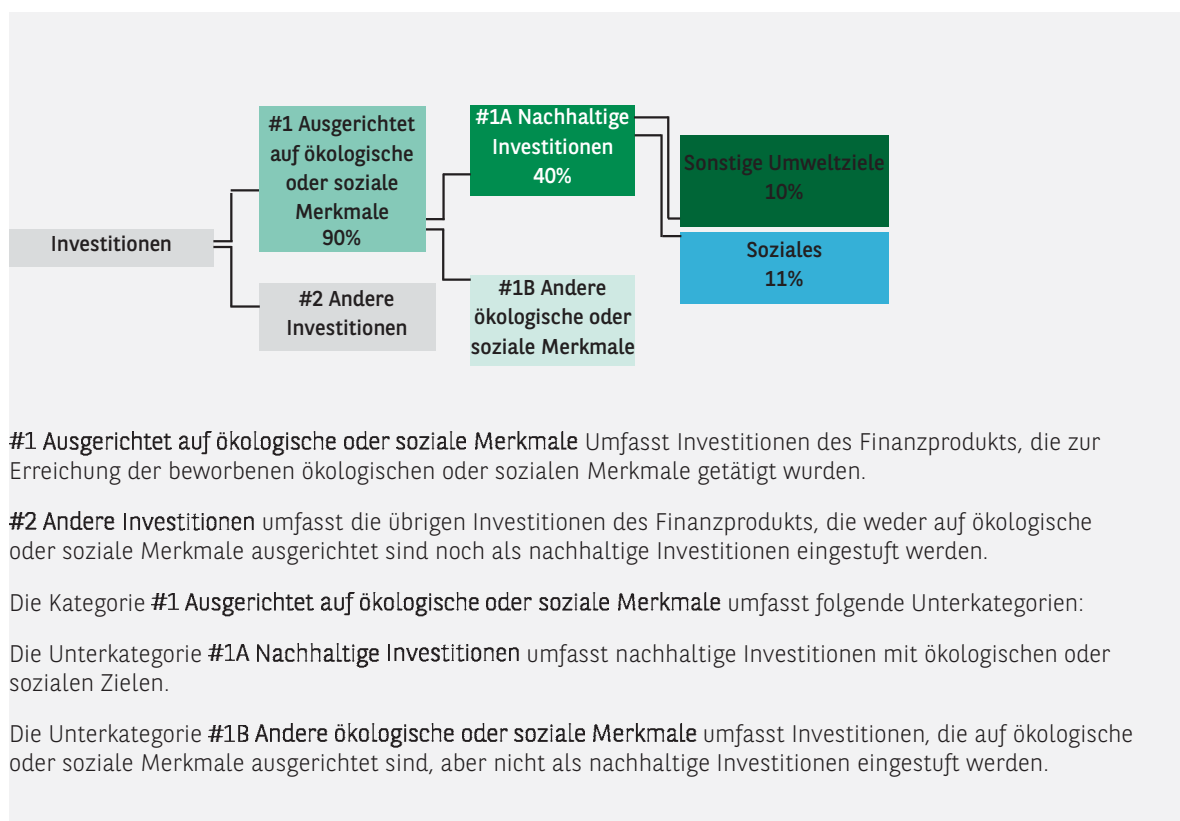 #1 Ausgerichtet
auf ökologische
oder soziale
Merkmale
90%
#1A Nachhaltige
Investitionen
40%
Sonstige Umweltziele
10%
Investitionen
Soziales
11%
#2 Andere
Investitionen
#1B Andere
ökologische oder
soziale Merkmale
#1 Ausgerichtet auf ökologische oder soziale Merkmale Umfasst Investitionen des Finanzprodukts, die zur
Erreichung der beworbenen ökologischen oder sozialen Merkmale getätigt wurden.
#2 Andere Investitionen umfasst die übrigen Investitionen des Finanzprodukts, die weder auf ökologische
oder soziale Merkmale ausgerichtet sind noch als nachhaltige Investitionen eingestuft werden.
Die Kategorie #1 Ausgerichtet auf ökologische oder soziale Merkmale umfasst folgende Unterkategorien:
Die Unterkategorie #1A Nachhaltige Investitionen umfasst nachhaltige Investitionen mit ökologischen oder
sozialen Zielen.
Die Unterkategorie #1B Andere ökologische oder soziale Merkmale umfasst Investitionen, die auf ökologische
oder soziale Merkmale ausgerichtet sind, aber nicht als nachhaltige Investitionen eingestuft werden.